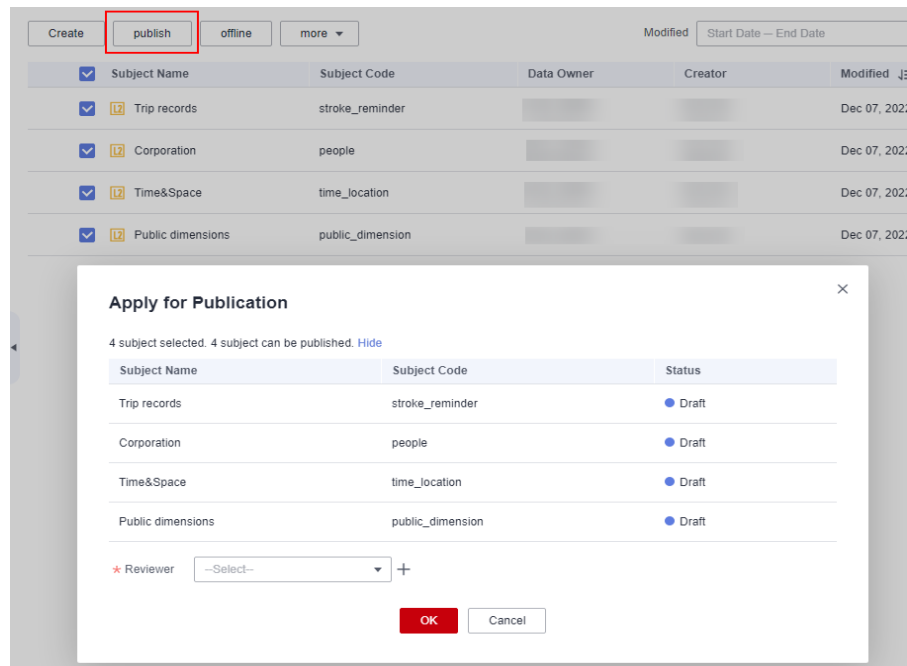 Create publish offline more Modified Start Date – End Date
Subject Name Subject Code Data Owner Creator Modified
L2 Trip records stroke_reminder Dec 07, 202
L2 Corporation people Dec 07, 202
L2 Time&Space time_location Dec 07, 202
L2 Public dimensions public_dimension Dec 07, 202
Apply for Publication
4 subject selected. 4 subject can be published. Hide
Subject Name Subject Code Status
Trip records stroke_reminder Draft
Corporation people Draft
Time&Space time_location Draft
Public dimensions public_dimension Draft
* Reviewer --Select-- +
OK Cancel